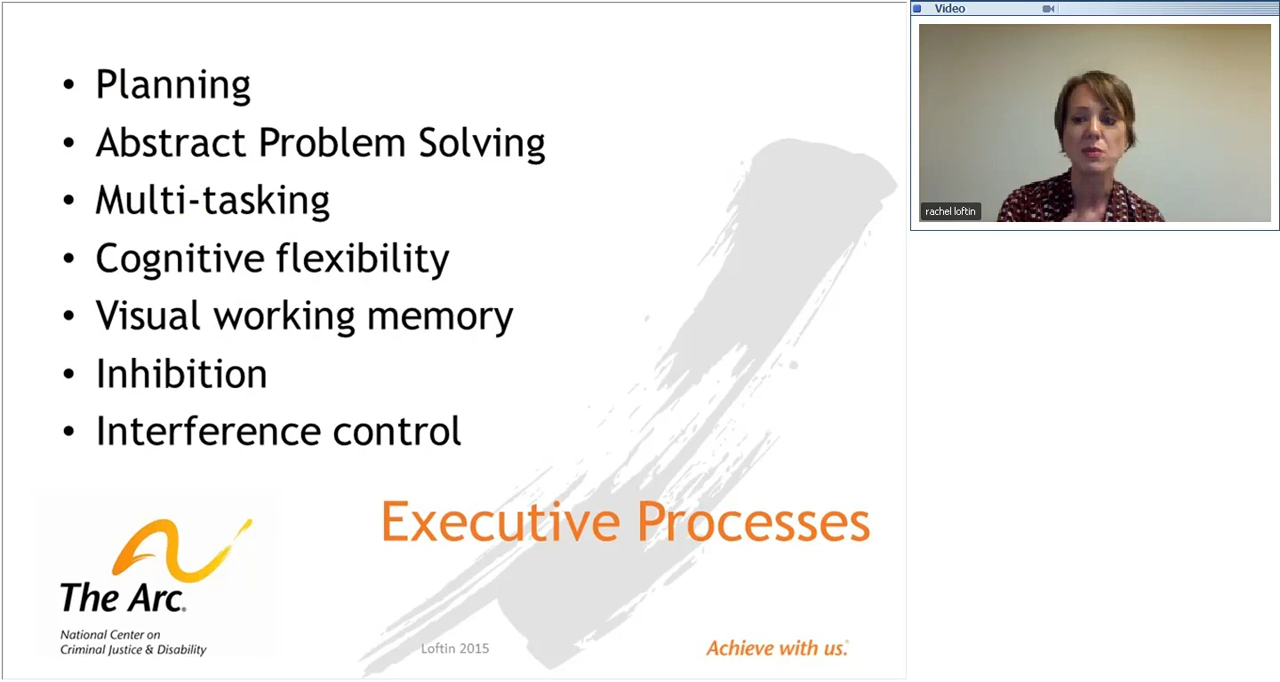 • Planning
• Abstract Problem Solving
• Multi-tasking
• Cognitive flexibility
• Visual working memory
• Inhibition
• Interference control
Executive Processes
The Arc®
National Center on
Criminal Justice & Disability
Loftin 2015
Achieve with us.®
Video
rachel loftin